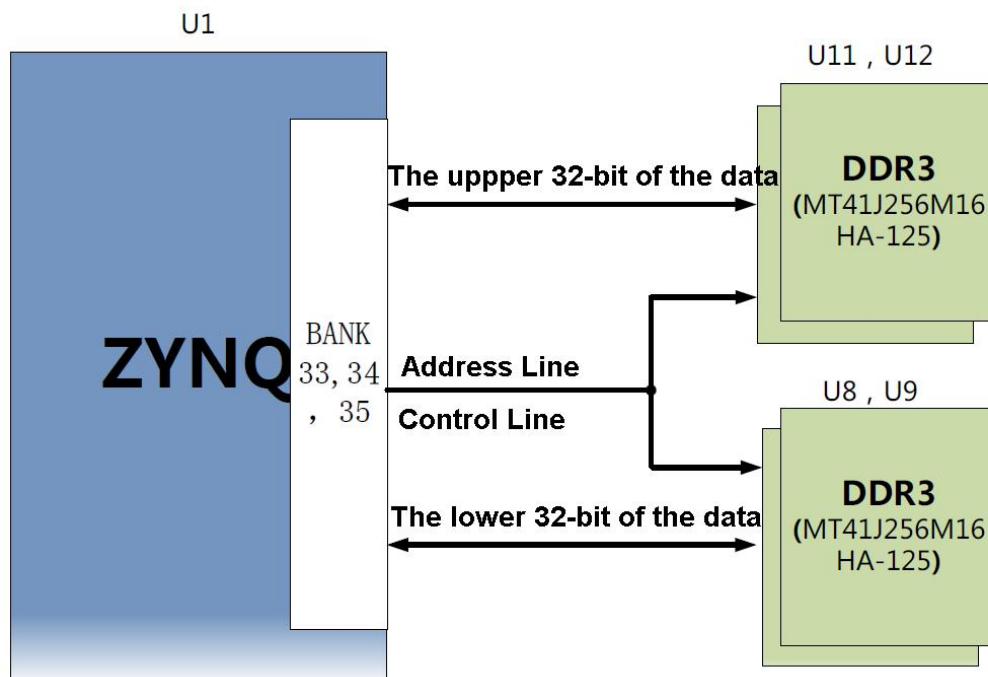 U1
U11 , U12
The uppper 32-bit of the data
DDR3
(MT41J256M16
HA-125)
ZYNQ
BANK
33,34
, 35
Address Line
Control Line
U8 , U9
The lower 32-bit of the data
DDR3
(MT41J256M16
HA-125)